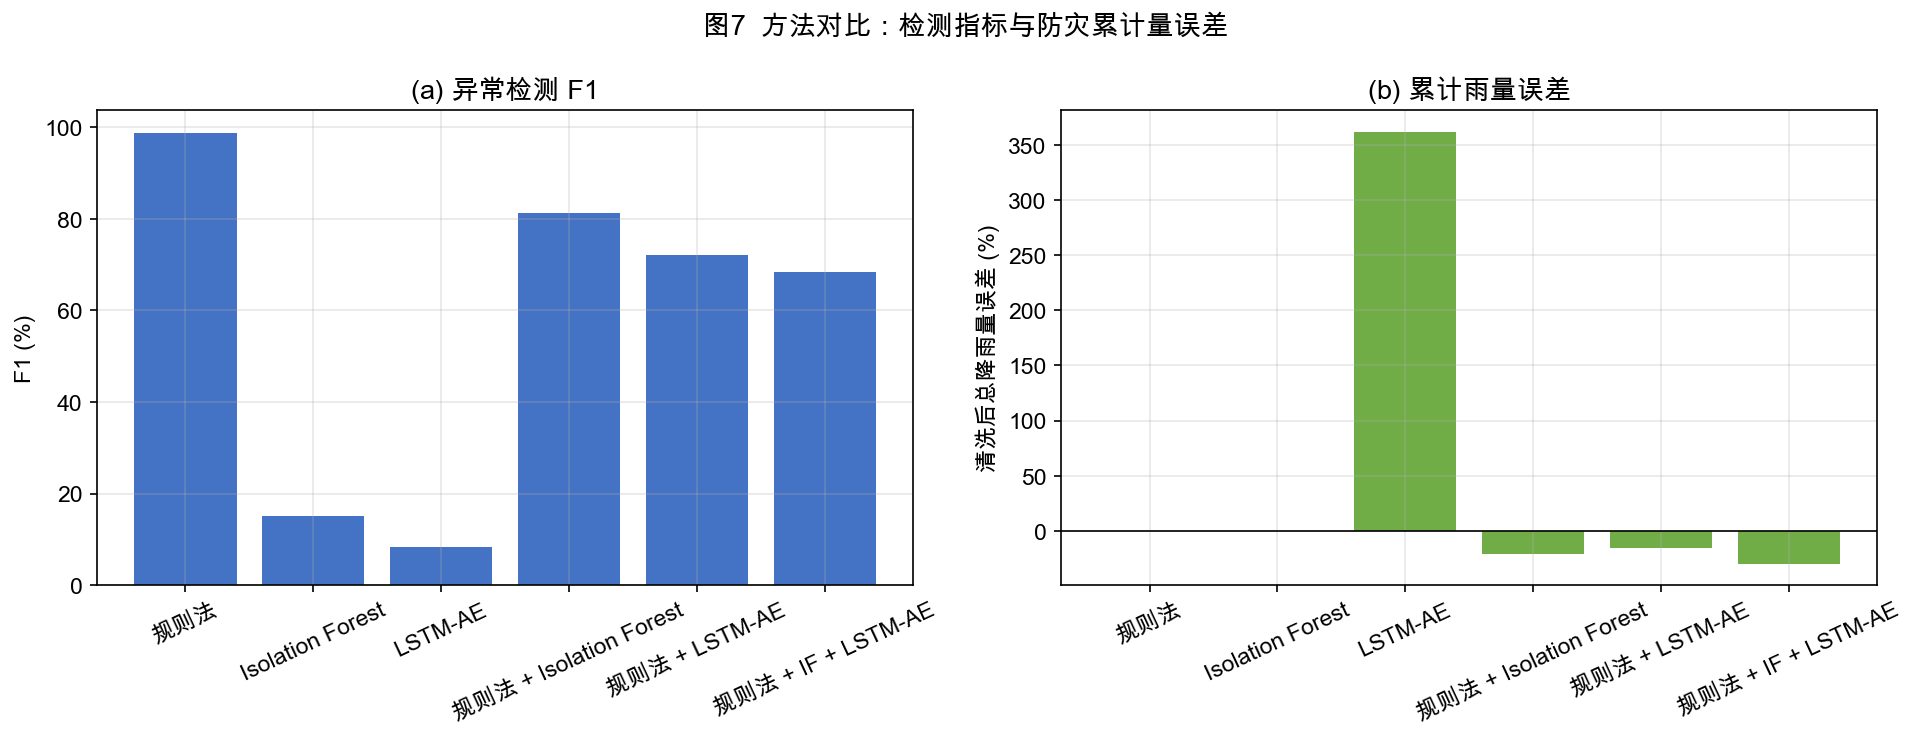 图7  方法对比：检测指标与防灾累计量误差
(a) 异常检测 F1
F1 (%)
100
80
60
40
20
0
规则法
Isolation Forest
LSTM-AE
规则法 + Isolation Forest
规则法 + LSTM-AE
规则法 + IF + LSTM-AE
(b) 累计雨量误差
清洗后总降雨量误差 (%)
350
300
250
200
150
100
50
0
规则法
Isolation Forest
LSTM-AE
规则法 + Isolation Forest
规则法 + LSTM-AE
规则法 + IF + LSTM-AE